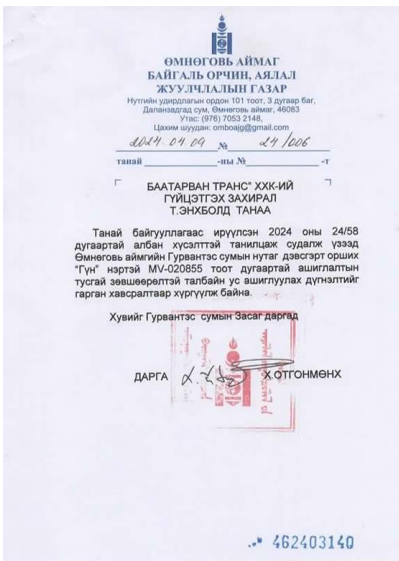 ӨМНӨГОВЬ АЙМАГ
БАЙГАЛЬ ОРЧИН, АЯЛАЛ
ЖУУЛЧЛАЛЫН ГАЗАР
Нутгийн удирдлагын ордон 101 тоот, 3 дугаар баг,
Даланзадгад сум, Өмнөговь аймаг, 46083
Утас: (976) 7053 2148,
Цахим шуудан: omboajg@gmail.com
2024.04.09 № 24/006
танай ________ -ны №________ -т
БААТАРВАН ТРАНС" ХХК-ИЙ
ГҮЙЦЭТГЭХ ЗАХИРАЛ
Т.ЭНХБОЛД ТАНАА
Танай байгууллагаас ирүүлсэн 2024 оны 24/58
дугаартай албан хүсэлттэй танилцаж судалж үзээд
Өмнөговь аймгийн Гурвантэс сумын нутаг дэвсгэрт орших
"Гүн" нэртэй MV-020855 тоот дугаартай ашиглалтын
тусгай зөвшөөрөлтэй талбайн ус ашиглуулах дүгнэлтийг
гарган хавсралтаар хүргүүлж байна.
Хувийг Гурвантэс сумын Засаг даргад
ДАРГА Х.ОТГОНМӨНХ
462403140